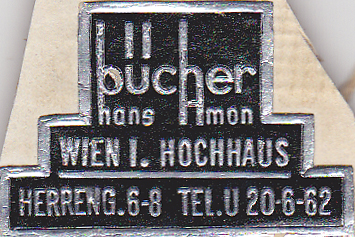 bücher
hans Amon
WIEN I. HOCHHAUS
HERRENG.6-8 TEL.U 20-6-62